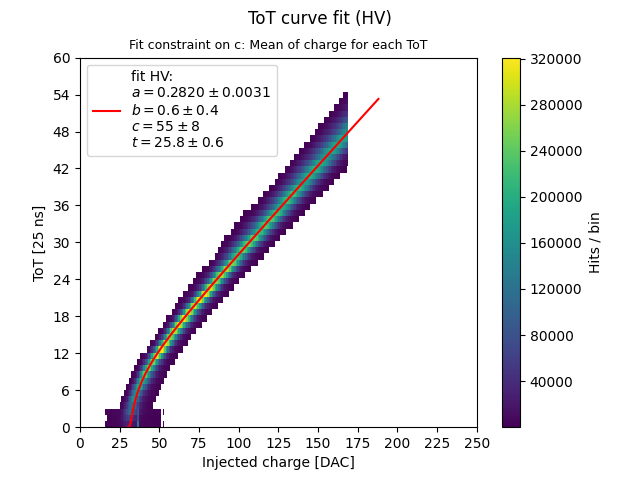 ToT curve fit (HV)
Fit constraint on c: Mean of charge for each ToT
fit HV:
a = 0.2820 ± 0.0031
b = 0.6 ± 0.4
c = 55 ± 8
t = 25.8 ± 0.6
60
54
48
42
36
30
24
18
12
6
0
ToT [25 ns]
0 25 50 75 100 125 150 175 200 225 250
Injected charge [DAC]
320000
280000
240000
200000
160000
120000
80000
40000
Hits / bin